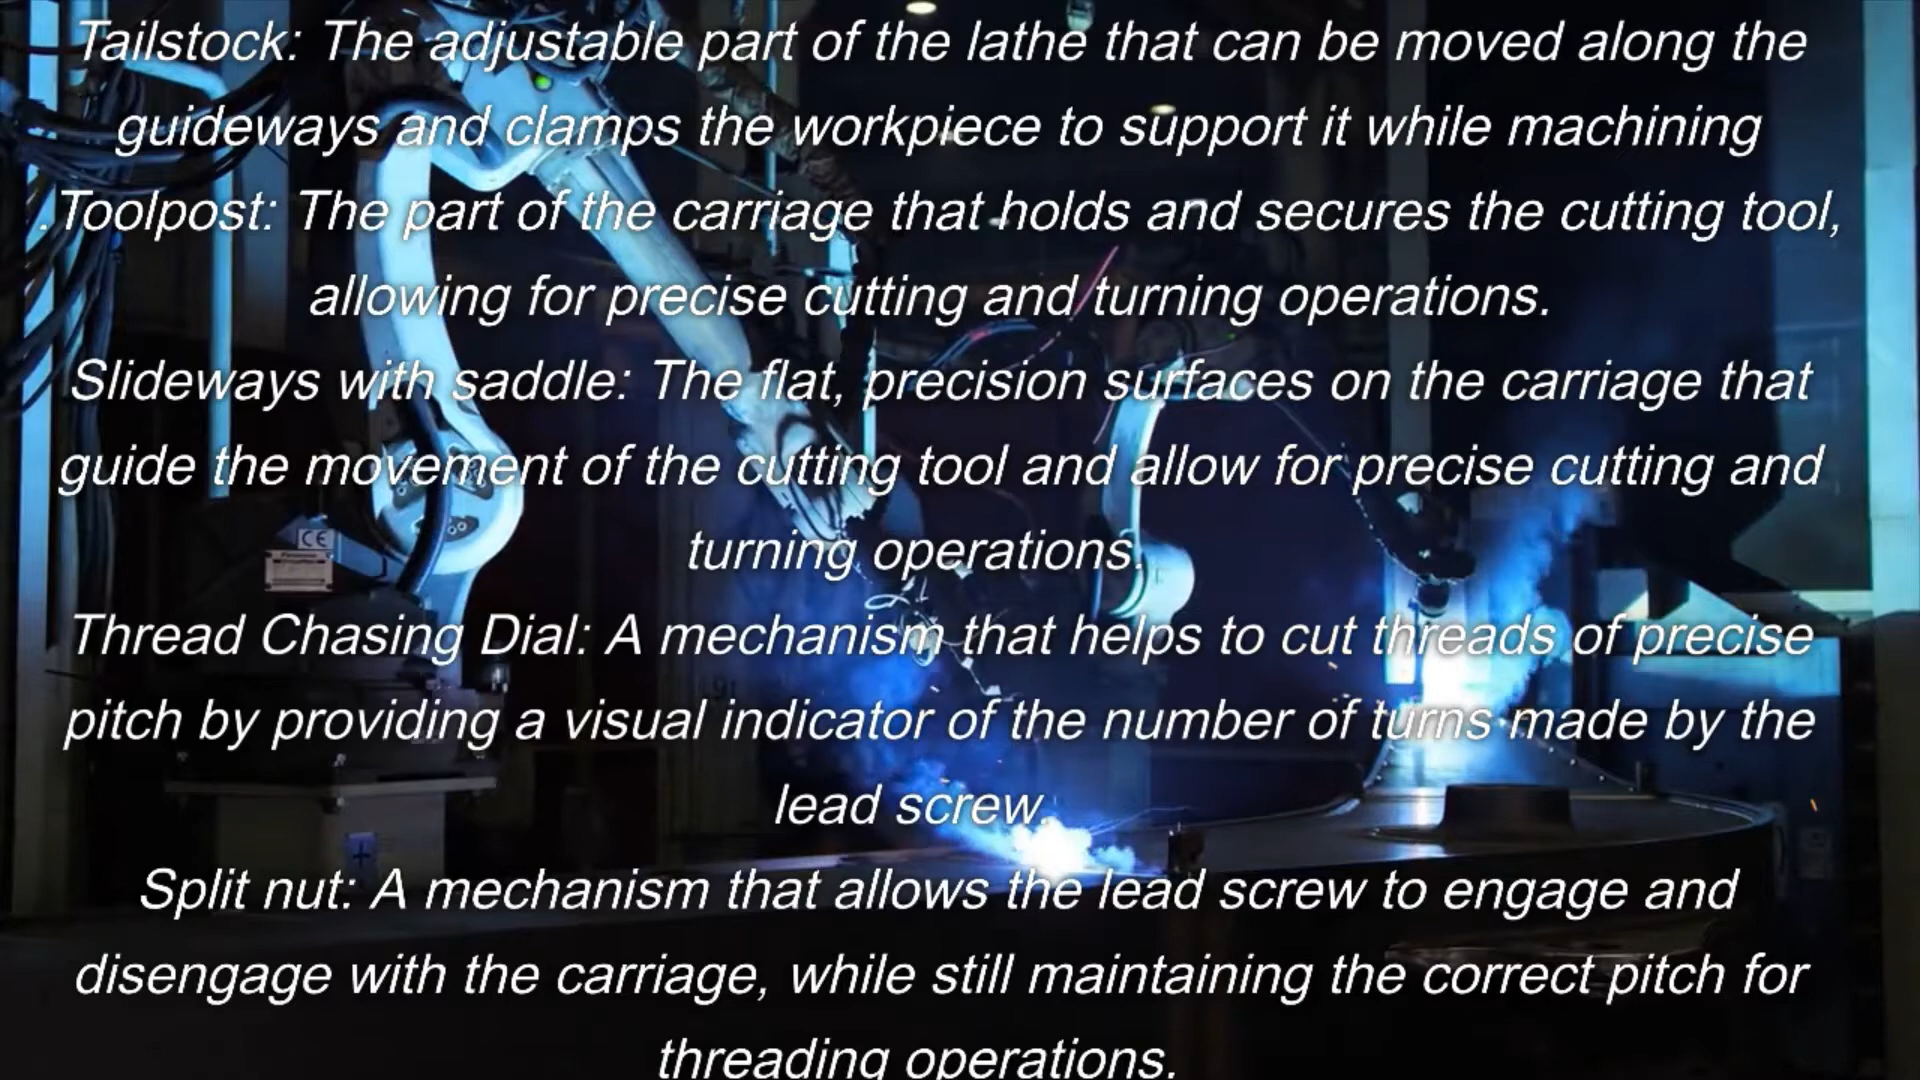 Tailstock: The adjustable part of the lathe that can be moved along the
guideways and clamps the workpiece to support it while machining
.Toolpost: The part of the carriage that holds and secures the cutting tool,
allowing for precise cutting and turning operations.
Slideways with saddle: The flat, precision surfaces on the carriage that
guide the movement of the cutting tool and allow for precise cutting and
turning operations.
CE
Thread Chasing Dial: A mechanism that helps to cut threads of precise
pitch by providing a visual indicator of the number of turns made by the
lead screw.
Split nut: A mechanism that allows the lead screw to engage and
disengage with the carriage, while still maintaining the correct pitch for
threading operations.